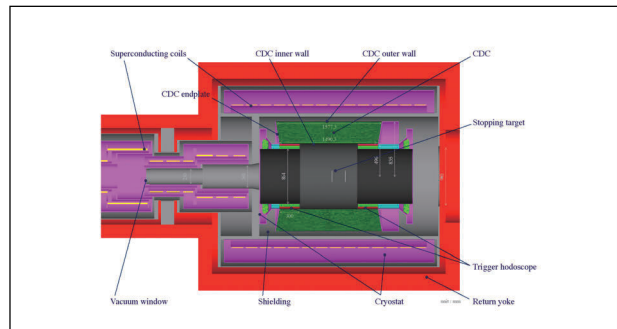 CDC inner wall
CDC outer wall
CDC
Superconducting coils
CDC endplate
Stopping target
Trigger hodoscope
Vacuum window
Shielding
Cryostat
Return yoke